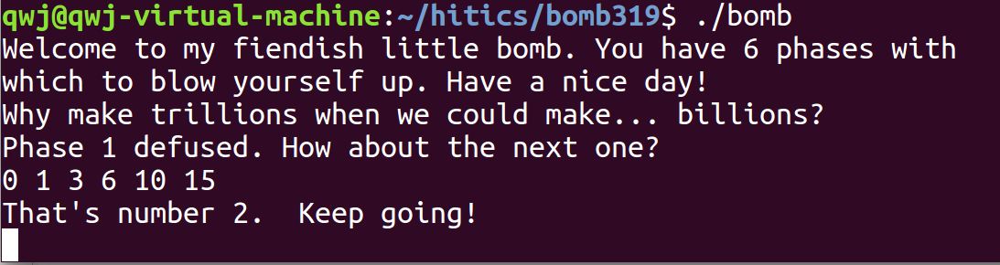 qwj@qwj-virtual-machine:~/hitics/bomb319$ ./bomb
Welcome to my fiendish little bomb. You have 6 phases with
which to blow yourself up. Have a nice day!
Why make trillions when we could make... billions?
Phase 1 defused. How about the next one?
0 1 3 6 10 15
That's number 2.  Keep going!